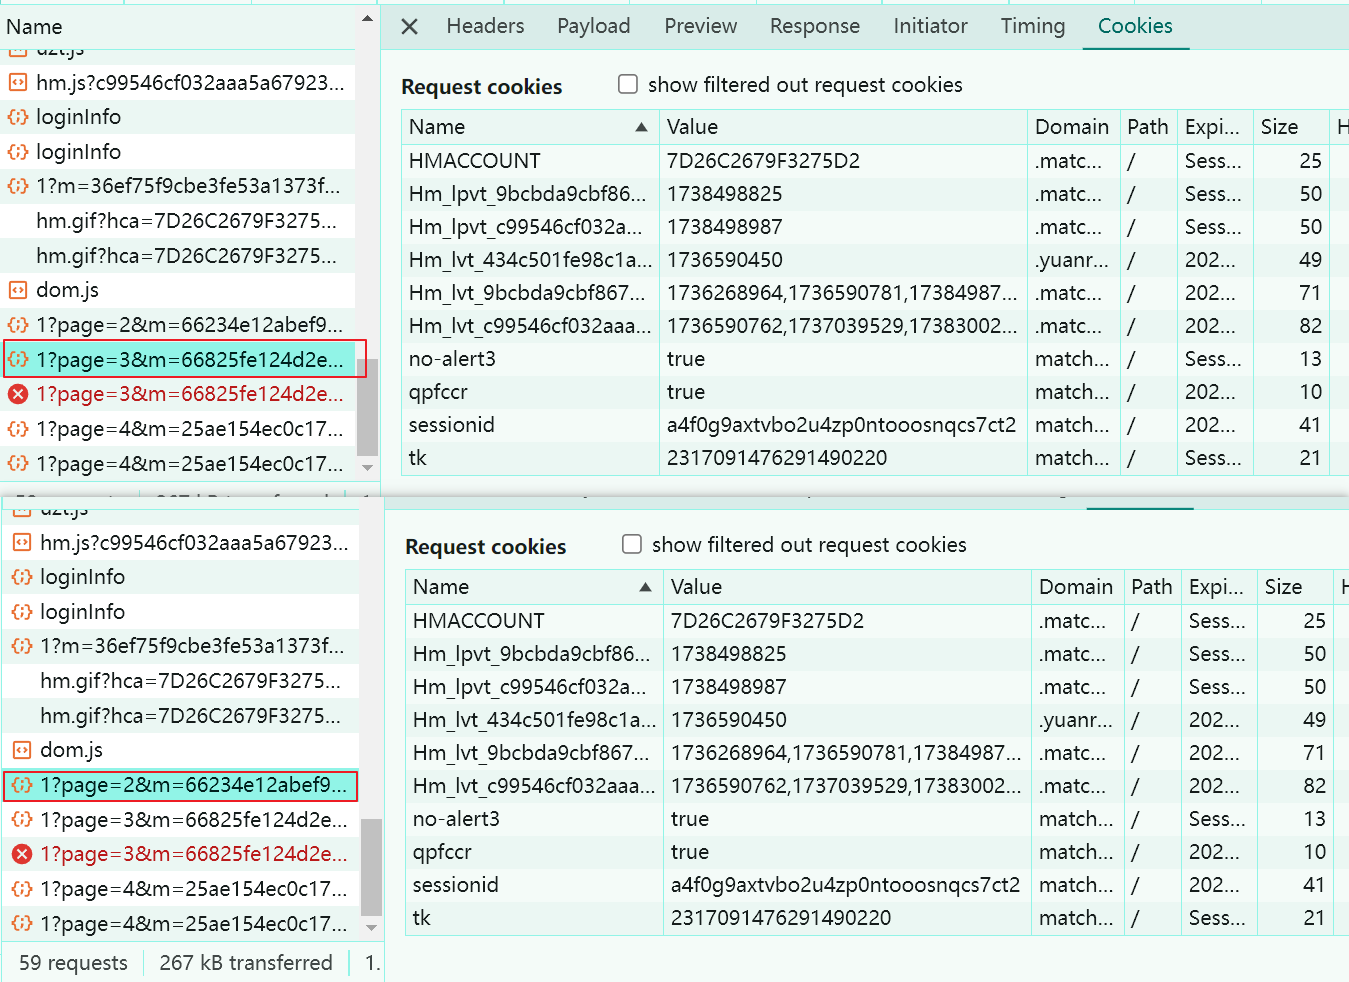 Name
Headers Payload Preview Response Initiator Timing Cookies
uzt.js
hm.js?c99546cf032aaa5a67923...
loginInfo
loginInfo
1?m=36ef75f9cbe3fe53a1373f...
hm.gif?hca=7D26C2679F3275...
hm.gif?hca=7D26C2679F3275...
dom.js
1?page=2&m=66234e12abef9...
1?page=3&m=66825fe124d2e...
1?page=3&m=66825fe124d2e...
1?page=4&m=25ae154ec0c17...
1?page=4&m=25ae154ec0c17...
Request cookies show filtered out request cookies
Name Value Domain Path Expi... Size H
HMACCOUNT 7D26C2679F3275D2 .matc... / Sess... 25
Hm_lpvt_9bcbda9cbf86... 1738498825 .matc... / Sess... 50
Hm_lpvt_c99546cf032a... 1738498987 .matc... / Sess... 50
Hm_lvt_434c501fe98c1a... 1736590450 .yuanr... / 202... 49
Hm_lvt_9bcbda9cbf867... 1736268964,1736590781,17384987... .matc... / 202... 71
Hm_lvt_c99546cf032aaa... 1736590762,1737039529,17383002... .matc... / 202... 82
no-alert3 true match... / Sess... 13
qpfccr true match... / 202... 10
sessionid a4f0g9axtvbo2u4zp0ntooosnqcs7ct2 match... / 202... 41
tk 2317091476291490220 match... / Sess... 21
uzt.js
hm.js?c99546cf032aaa5a67923...
loginInfo
loginInfo
1?m=36ef75f9cbe3fe53a1373f...
hm.gif?hca=7D26C2679F3275...
hm.gif?hca=7D26C2679F3275...
dom.js
1?page=2&m=66234e12abef9...
1?page=3&m=66825fe124d2e...
1?page=3&m=66825fe124d2e...
1?page=4&m=25ae154ec0c17...
1?page=4&m=25ae154ec0c17...
59 requests 267 kB transferred 1.
Request cookies show filtered out request cookies
Name Value Domain Path Expi... Size H
HMACCOUNT 7D26C2679F3275D2 .matc... / Sess... 25
Hm_lpvt_9bcbda9cbf86... 1738498825 .matc... / Sess... 50
Hm_lpvt_c99546cf032a... 1738498987 .matc... / Sess... 50
Hm_lvt_434c501fe98c1a... 1736590450 .yuanr... / 202... 49
Hm_lvt_9bcbda9cbf867... 1736268964,1736590781,17384987... .matc... / 202... 71
Hm_lvt_c99546cf032aaa... 1736590762,1737039529,17383002... .matc... / 202... 82
no-alert3 true match... / Sess... 13
qpfccr true match... / 202... 10
sessionid a4f0g9axtvbo2u4zp0ntooosnqcs7ct2 match... / 202... 41
tk 2317091476291490220 match... / Sess... 21